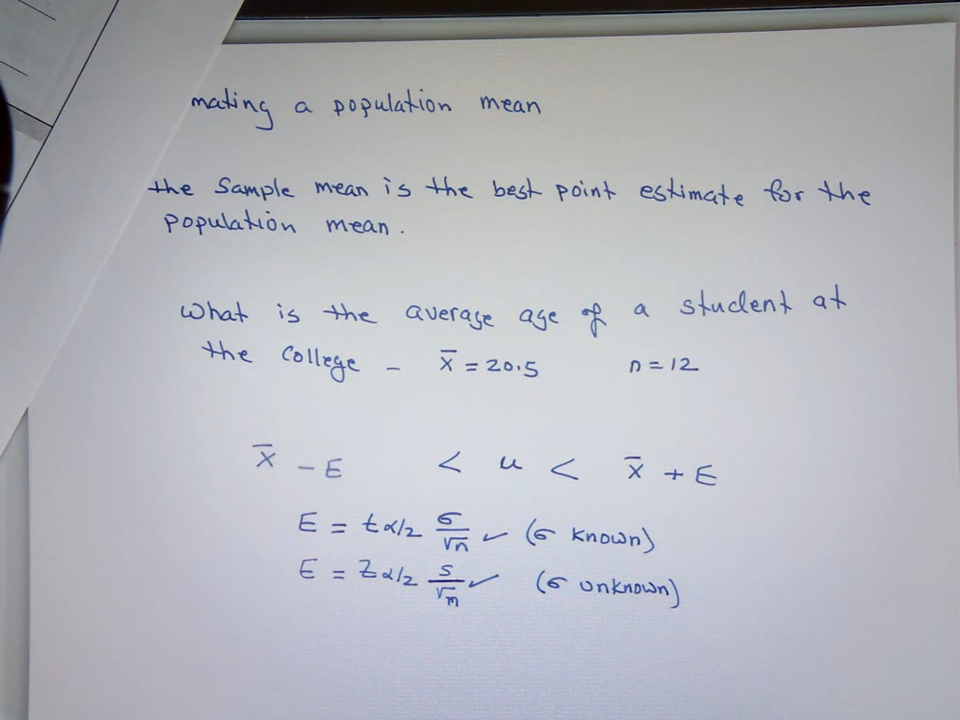 mating a population mean
the Sample mean is the best point estimate for the
population mean.
What is the average age of a student at
the College - x̄ = 20.5 n = 12
x̄ - E < u < x̄ + E
E = tα/2 σ/√n ✓ (σ known)
E = Zα/2 s/√n ✓ (σ unknown)